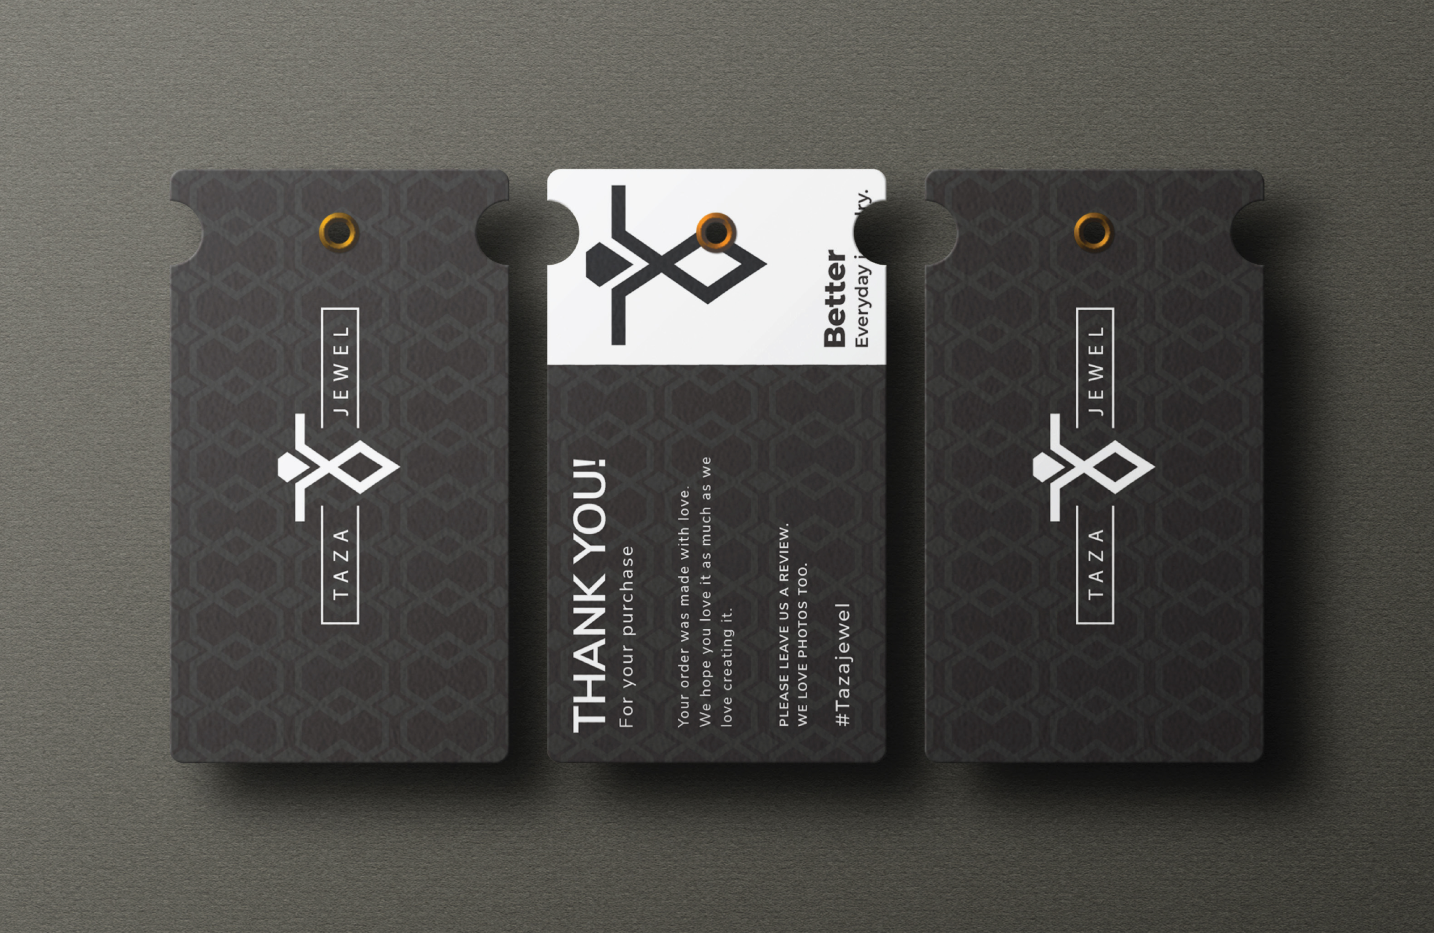 TAZA JEWEL
THANK YOU!
For your purchase
Your order was made with love.
We hope you love it as much as we
love creating it.
PLEASE LEAVE US A REVIEW.
WE LOVE PHOTOS TOO.
#Tazajewel
Better
Everyday
TAZA JEWEL